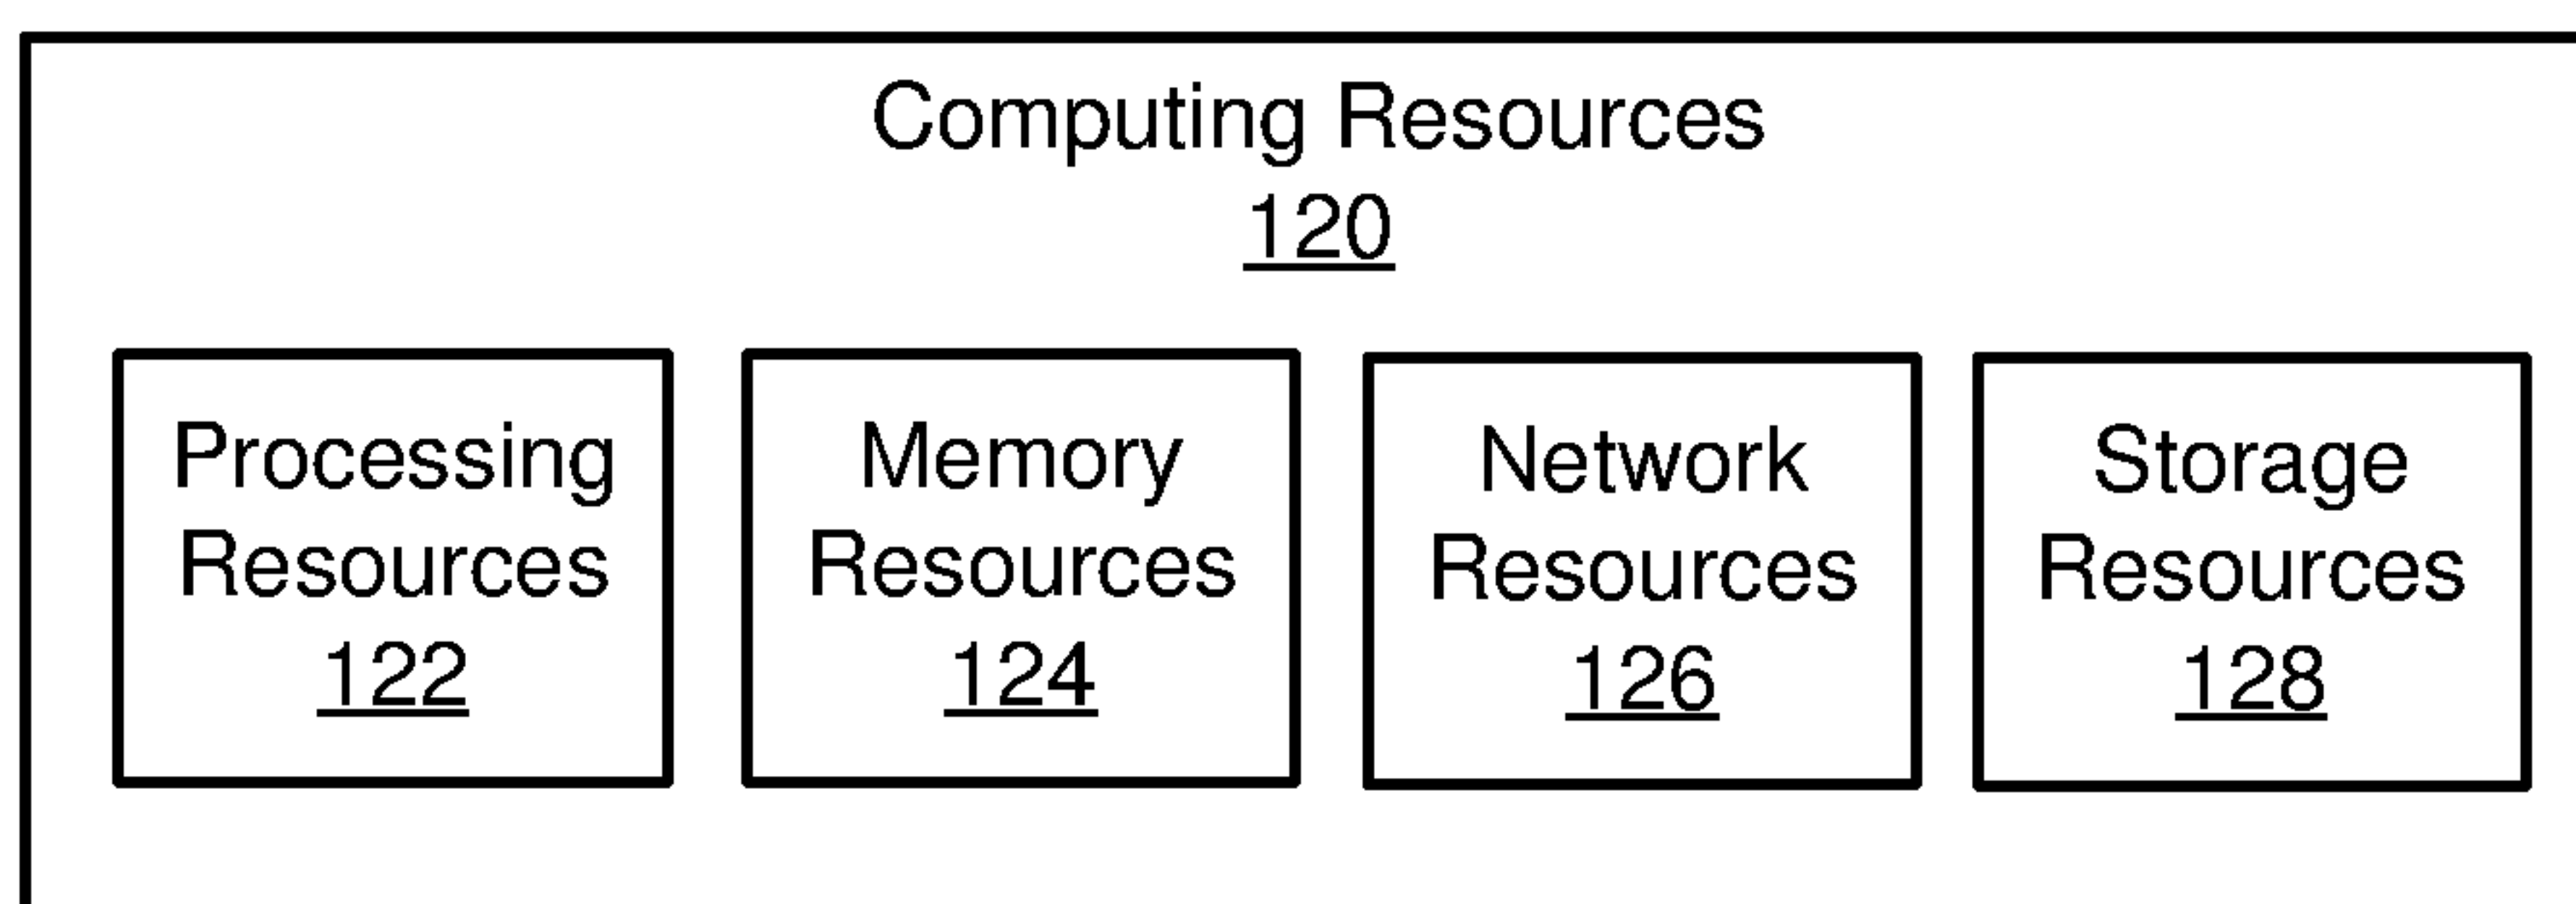 Computing Resources
120
Processing
Resources
122
Memory
Resources
124
Network
Resources
126
Storage
Resources
128